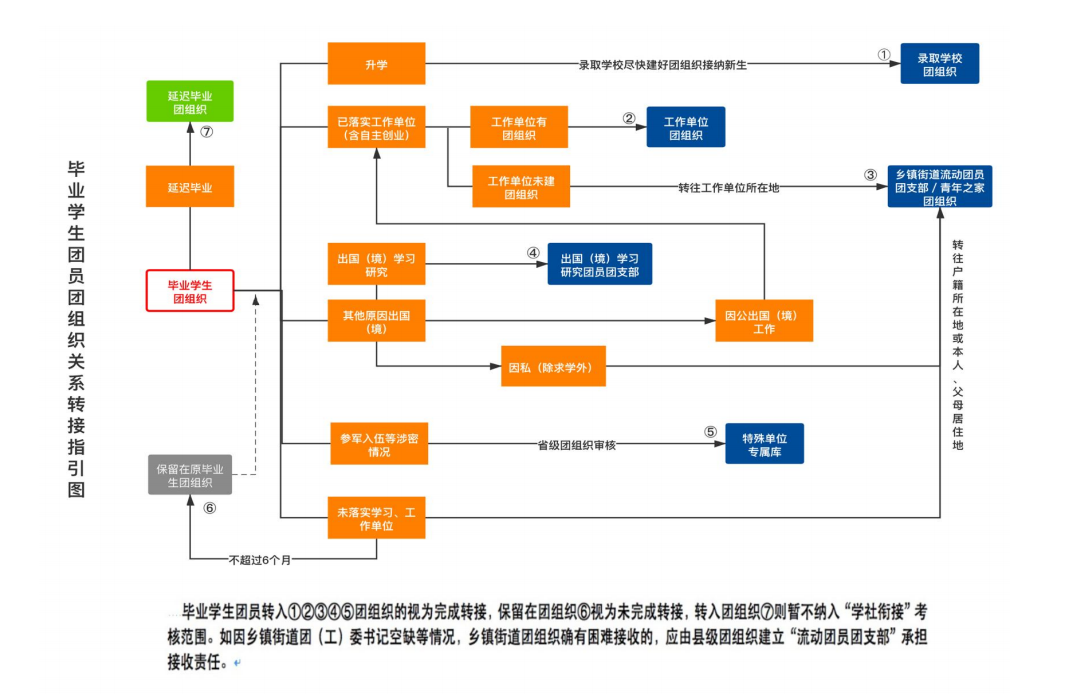 毕业学生团员团组织关系转接指引图
延迟毕业
团组织
⑦
延迟毕业
毕业学生
团组织
保留在原毕业
生团组织
⑥
不超过6个月
升学
录取学校尽快建好团组织接纳新生
①
录取学校
团组织
已落实工作单位
(含自主创业)
工作单位有
团组织
②
工作单位
团组织
工作单位未建
团组织
转往工作单位所在地
③
乡镇街道流动团员
团支部 / 青年之家
团组织
出国(境)学习
研究
④
出国(境)学习
研究团员团支部
其他原因出国
(境)
因公出国(境)
工作
因私(除求学外)
转往户籍所在地或本人、父母居住地
参军入伍等涉密
情况
省级团组织审核
⑤
特殊单位
专属库
未落实学习、工
作单位
毕业学生团员转入①②③④⑤团组织的视为完成转接，保留在团组织⑥视为未完成转接，转入团组织⑦则暂不纳入“学社衔接”考
核范围。如因乡镇街道团（工）委书记空缺等情况，乡镇街道团组织确有困难接收的，应由县级团组织建立“流动团员团支部”承担
接收责任。